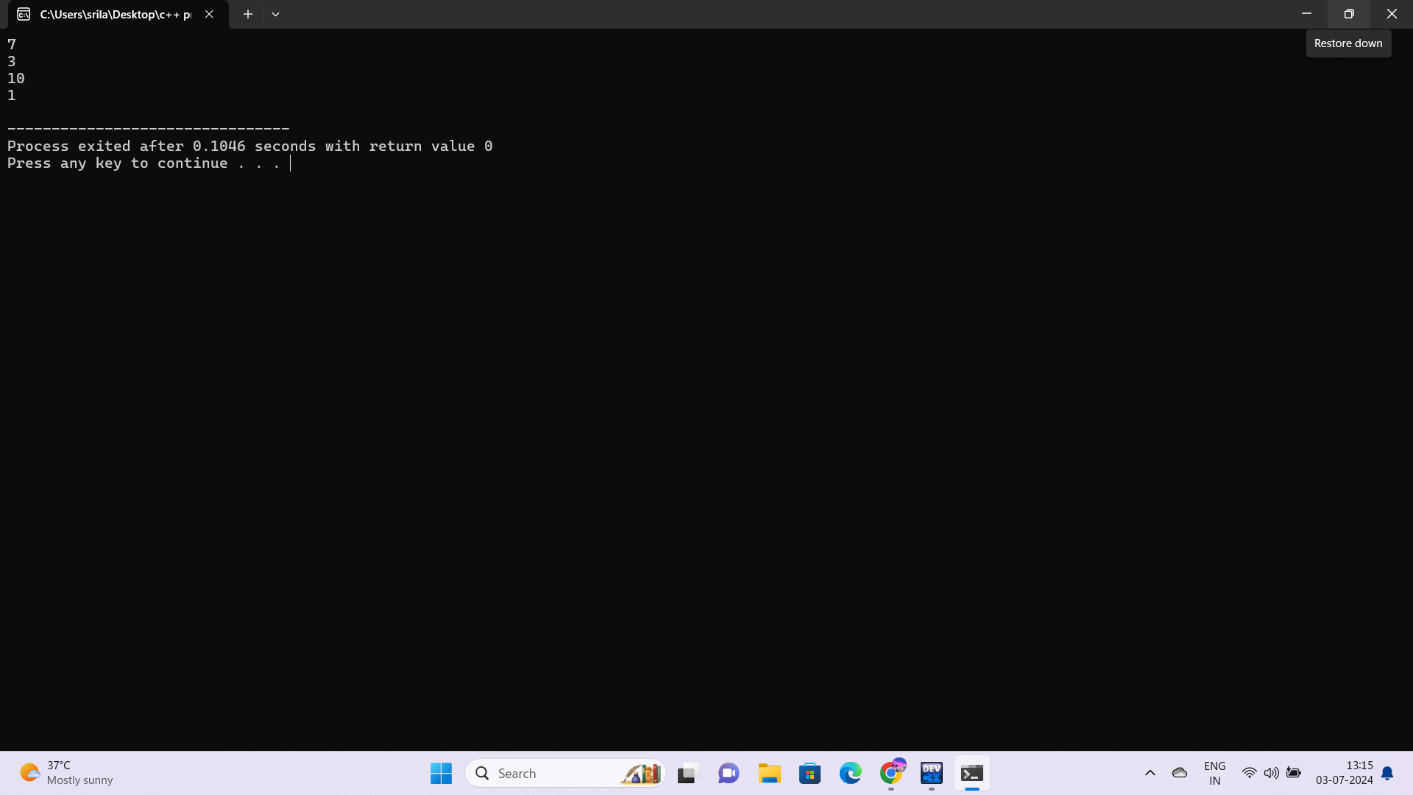 C:\Users\srila\Desktop\c++ p
Restore down
7
3
10
1
--------------------------------
Process exited after 0.1046 seconds with return value 0
Press any key to continue . . .
37°C
Mostly sunny
Search
DEV
ENG
IN
13:15
03-07-2024